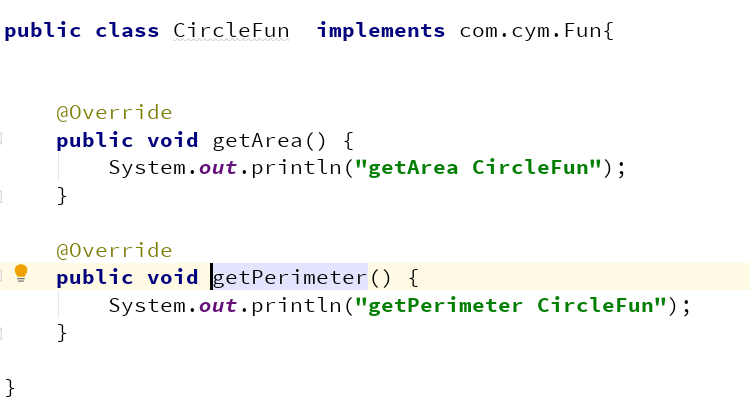 public class CircleFun  implements com.cym.Fun{
@Override
public void getArea() {
System.out.println("getArea CircleFun");
}
@Override
public void getPerimeter() {
System.out.println("getPerimeter CircleFun");
}
}